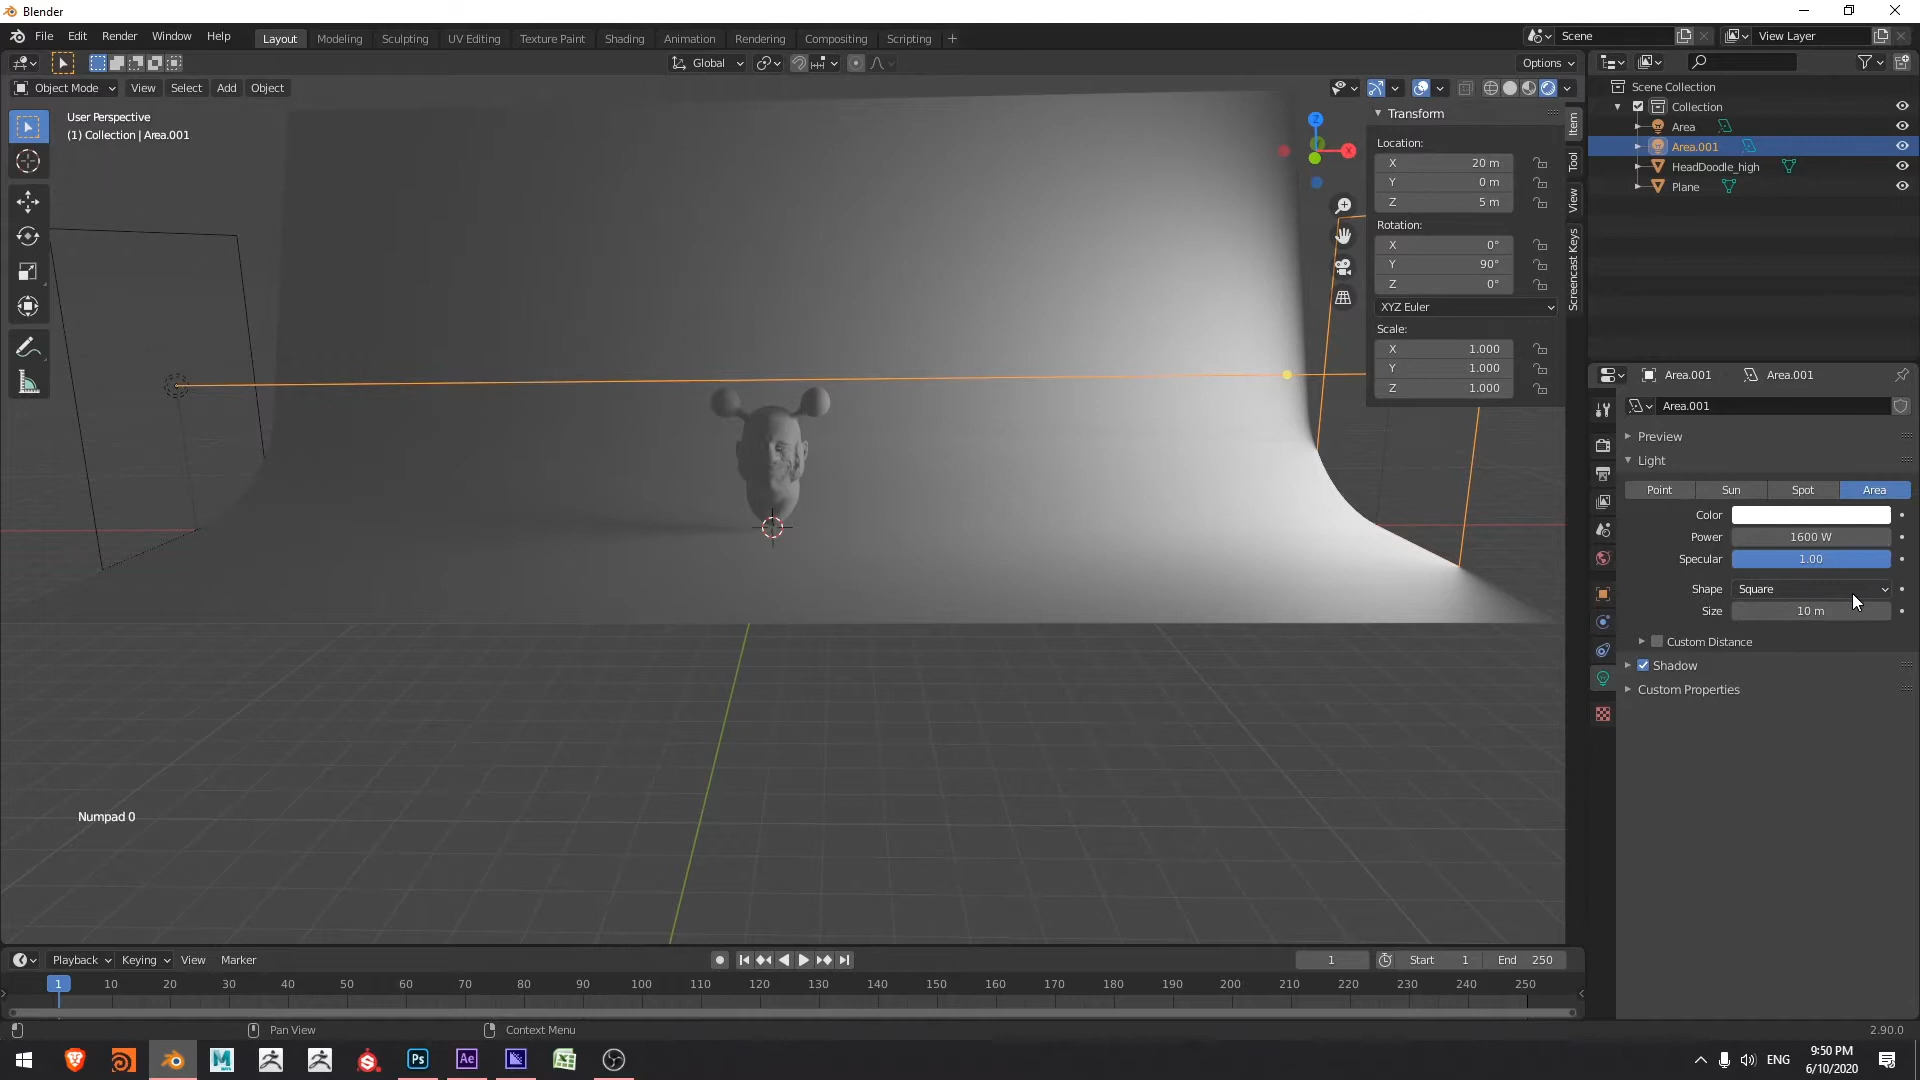 Blender
File Edit Render Window Help
Layout Modeling Sculpting UV Editing Texture Paint Shading Animation Rendering Compositing Scripting +
Scene
View Layer
Global
Options
Object Mode View Select Add Object
User Perspective
(1) Collection | Area.001
Z
X
Transform
Location:
X 20 m
Y 0 m
Z 5 m
Rotation:
X 0°
Y 90°
Z 0°
XYZ Euler
Scale:
X 1.000
Y 1.000
Z 1.000
Item
Tool
View
Screencast Keys
Scene Collection
Collection
Area
Area.001
HeadDoodle_high
Plane
Area.001 Area.001
Area.001
Preview
Light
Point Sun Spot Area
Color
Power 1600 W
Specular 1.00
Shape Square
Size 10 m
Custom Distance
Shadow
Custom Properties
Numpad 0
Playback Keying View Marker
1 Start 1 End 250
1 10 20 30 40 50 60 70 80 90 100 110 120 130 140 150 160 170 180 190 200 210 220 230 240 250
Pan View Context Menu
2.90.0
M
S
Ps
Ae
X
ENG
9:50 PM
6/10/2020